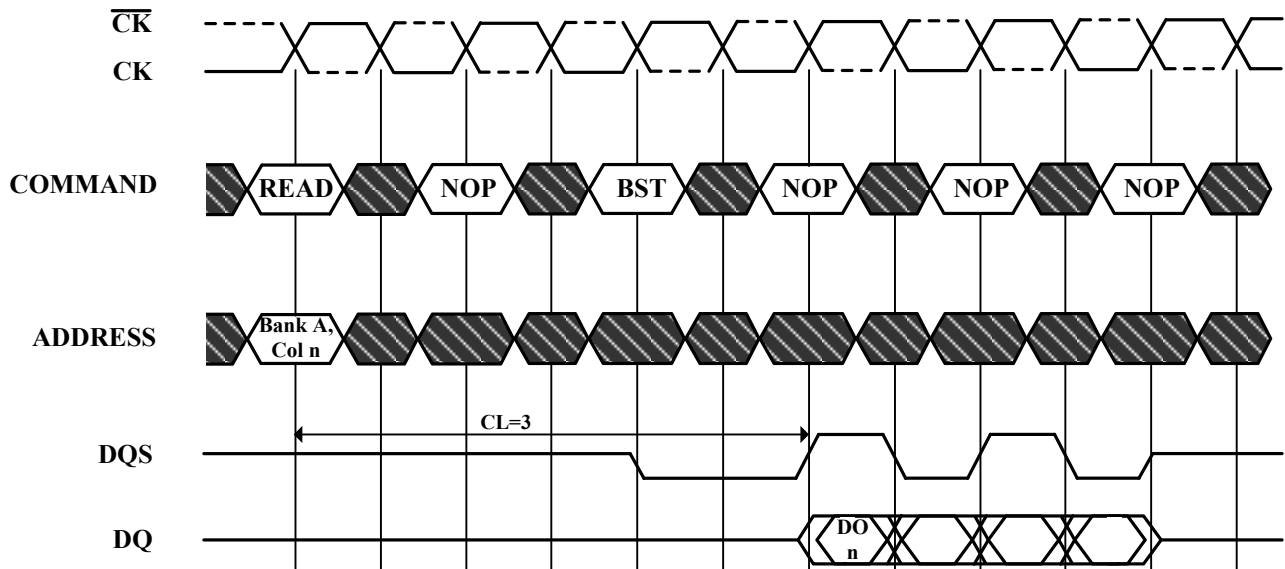 CK
CK
COMMAND READ NOP BST NOP NOP NOP
ADDRESS Bank A,
Col n
CL=3
DQS
DQ DO
n